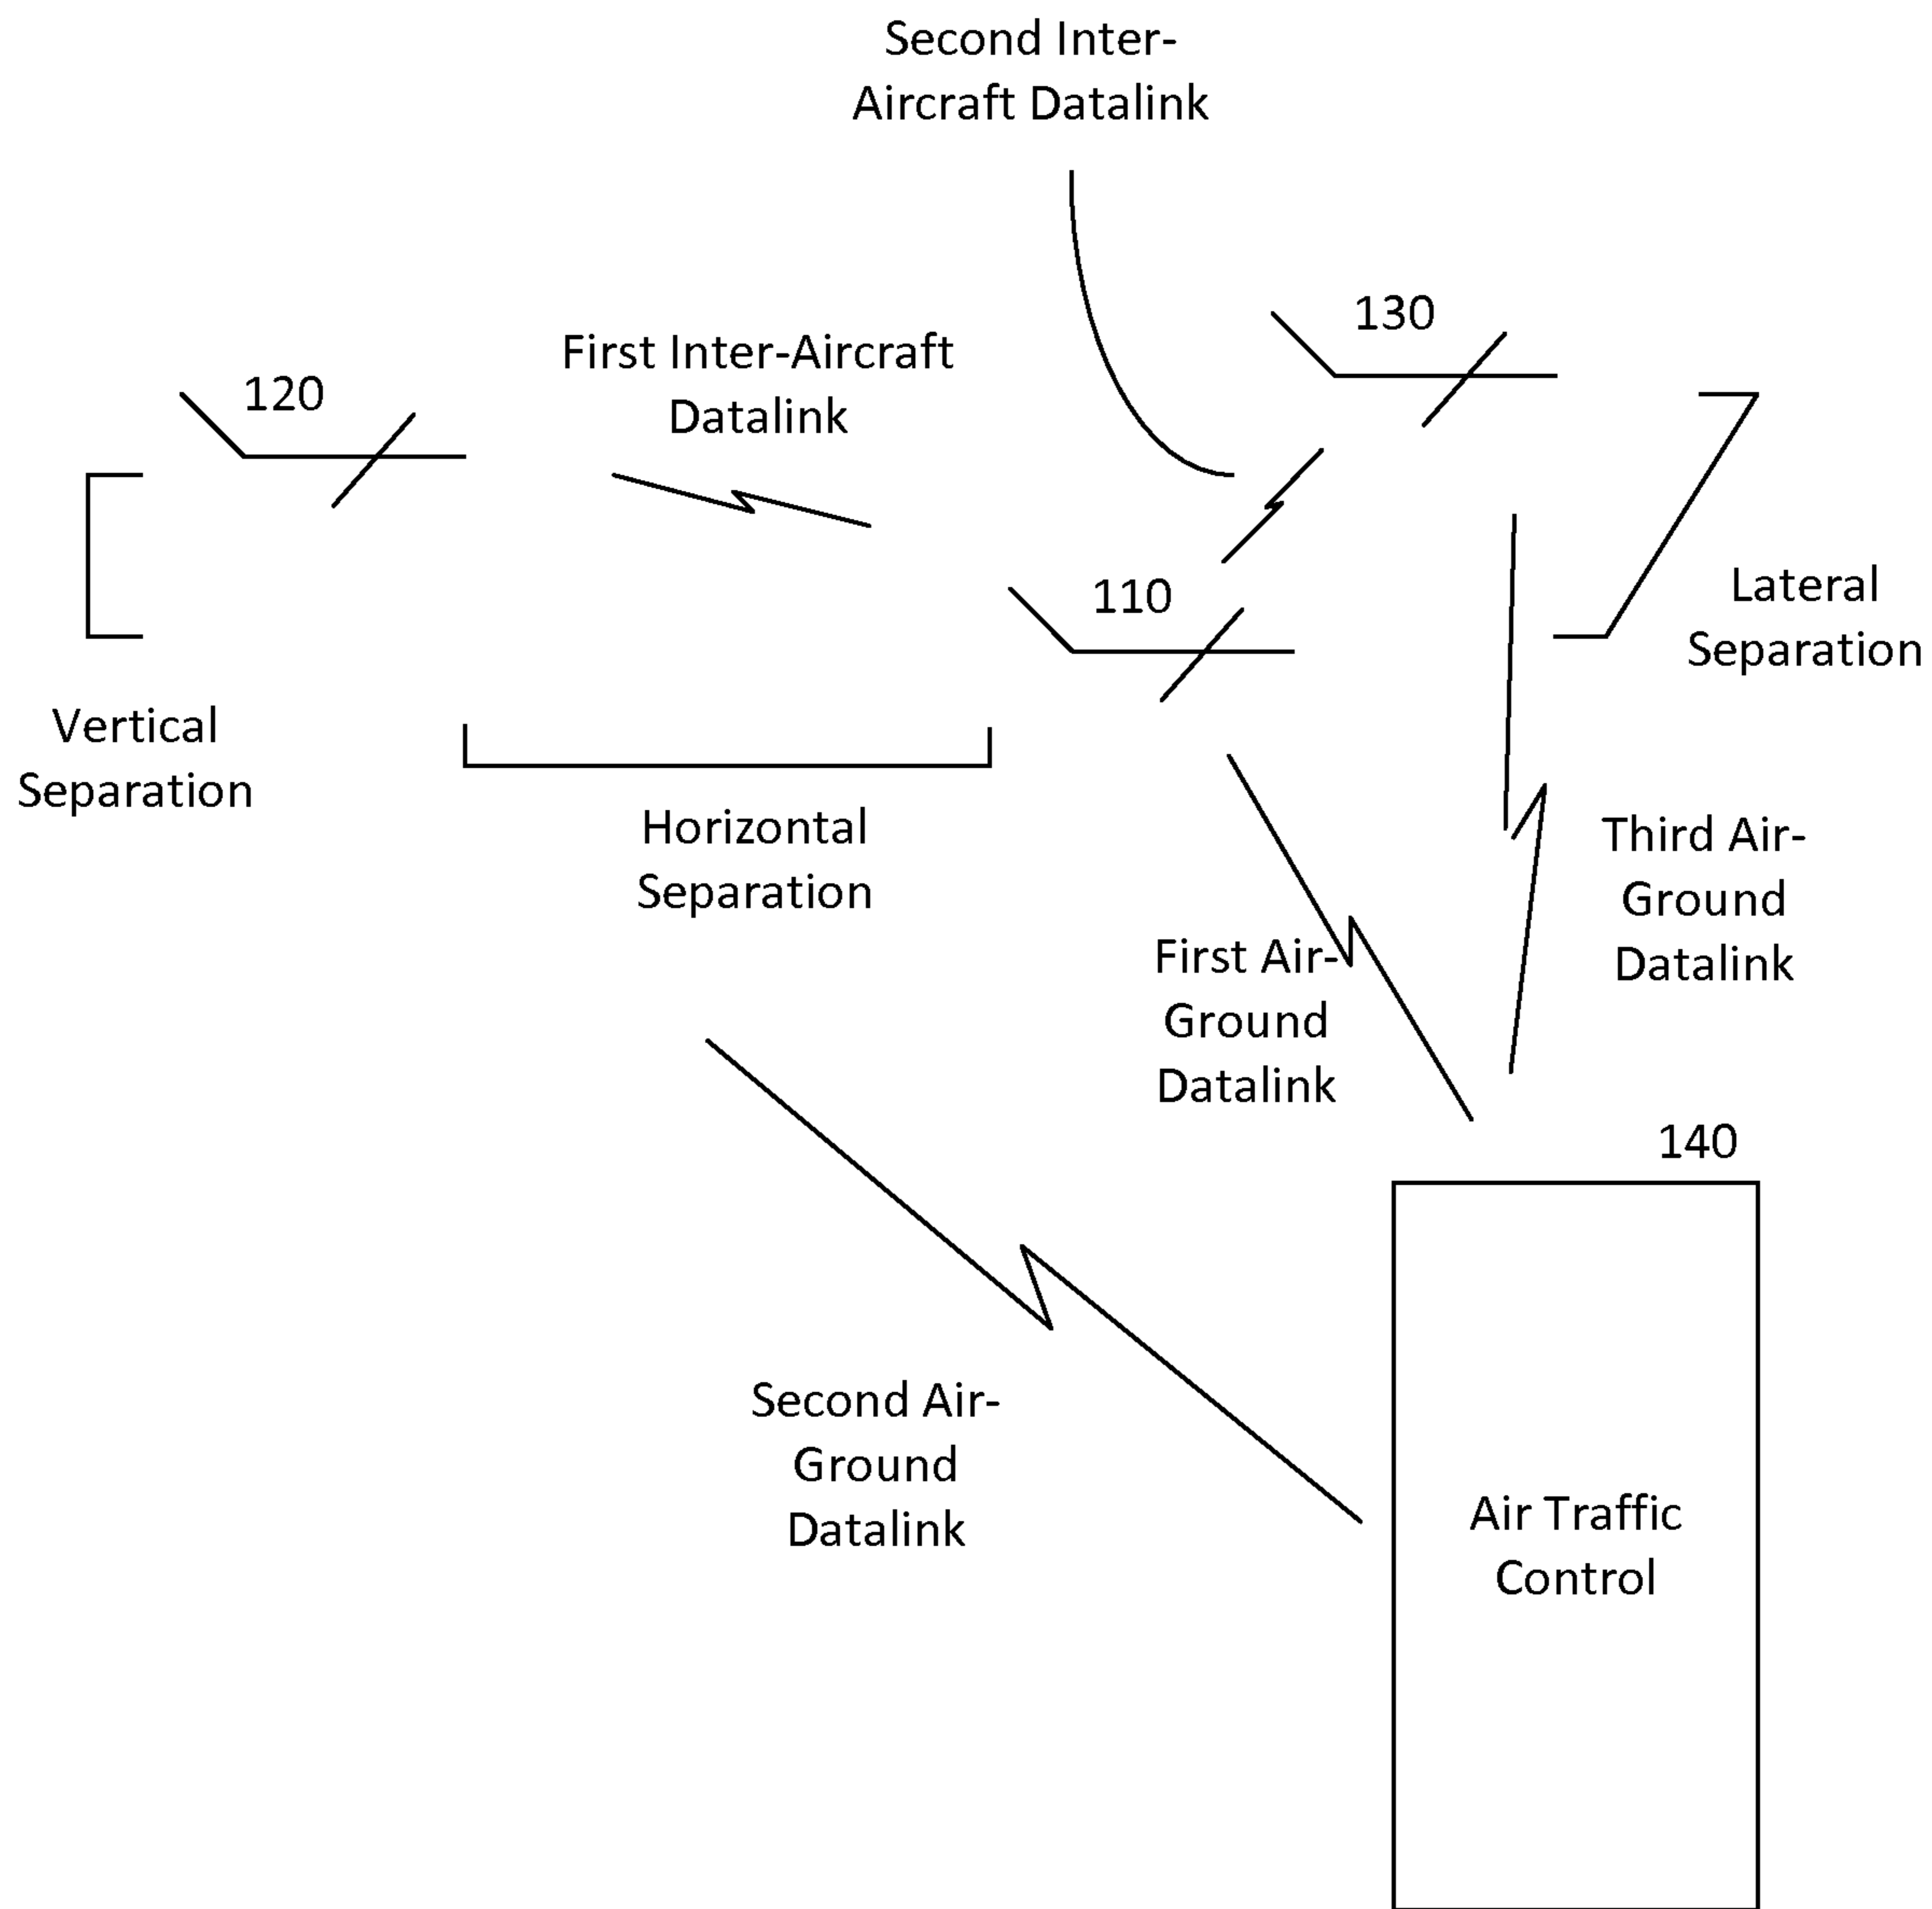 Second Inter-
Aircraft Datalink
130
First Inter-Aircraft
Datalink
120
110
Lateral
Separation
Vertical
Separation
Horizontal
Separation
Third Air-
Ground
Datalink
First Air-
Ground
Datalink
140
Second Air-
Ground
Datalink
Air Traffic
Control